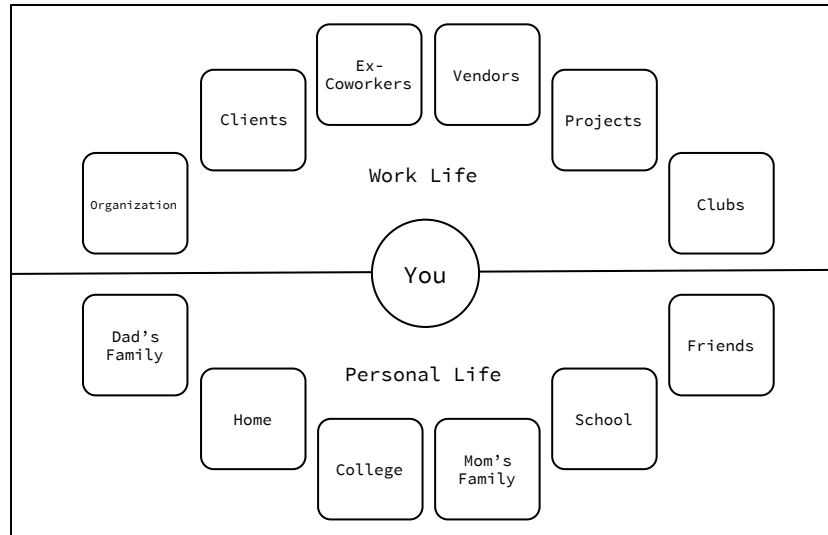 Ex-
Coworkers
Vendors
Clients
Projects
Work Life
Organization
Clubs
You
Dad’s
Family
Friends
Personal Life
Home
School
College
Mom’s
Family